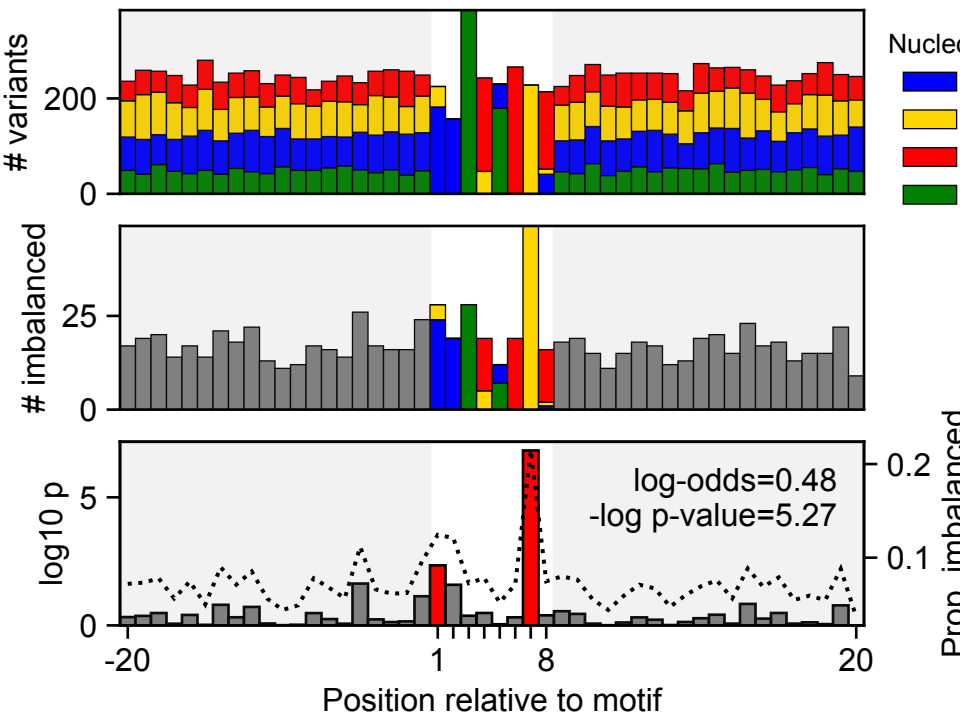 # variants
200
0
Nucleo
# imbalanced
25
0
log10 p
5
0
log-odds=0.48
-log p-value=5.27
0.2
0.1
Prop. imbalanced
-20
1
8
20
Position relative to motif